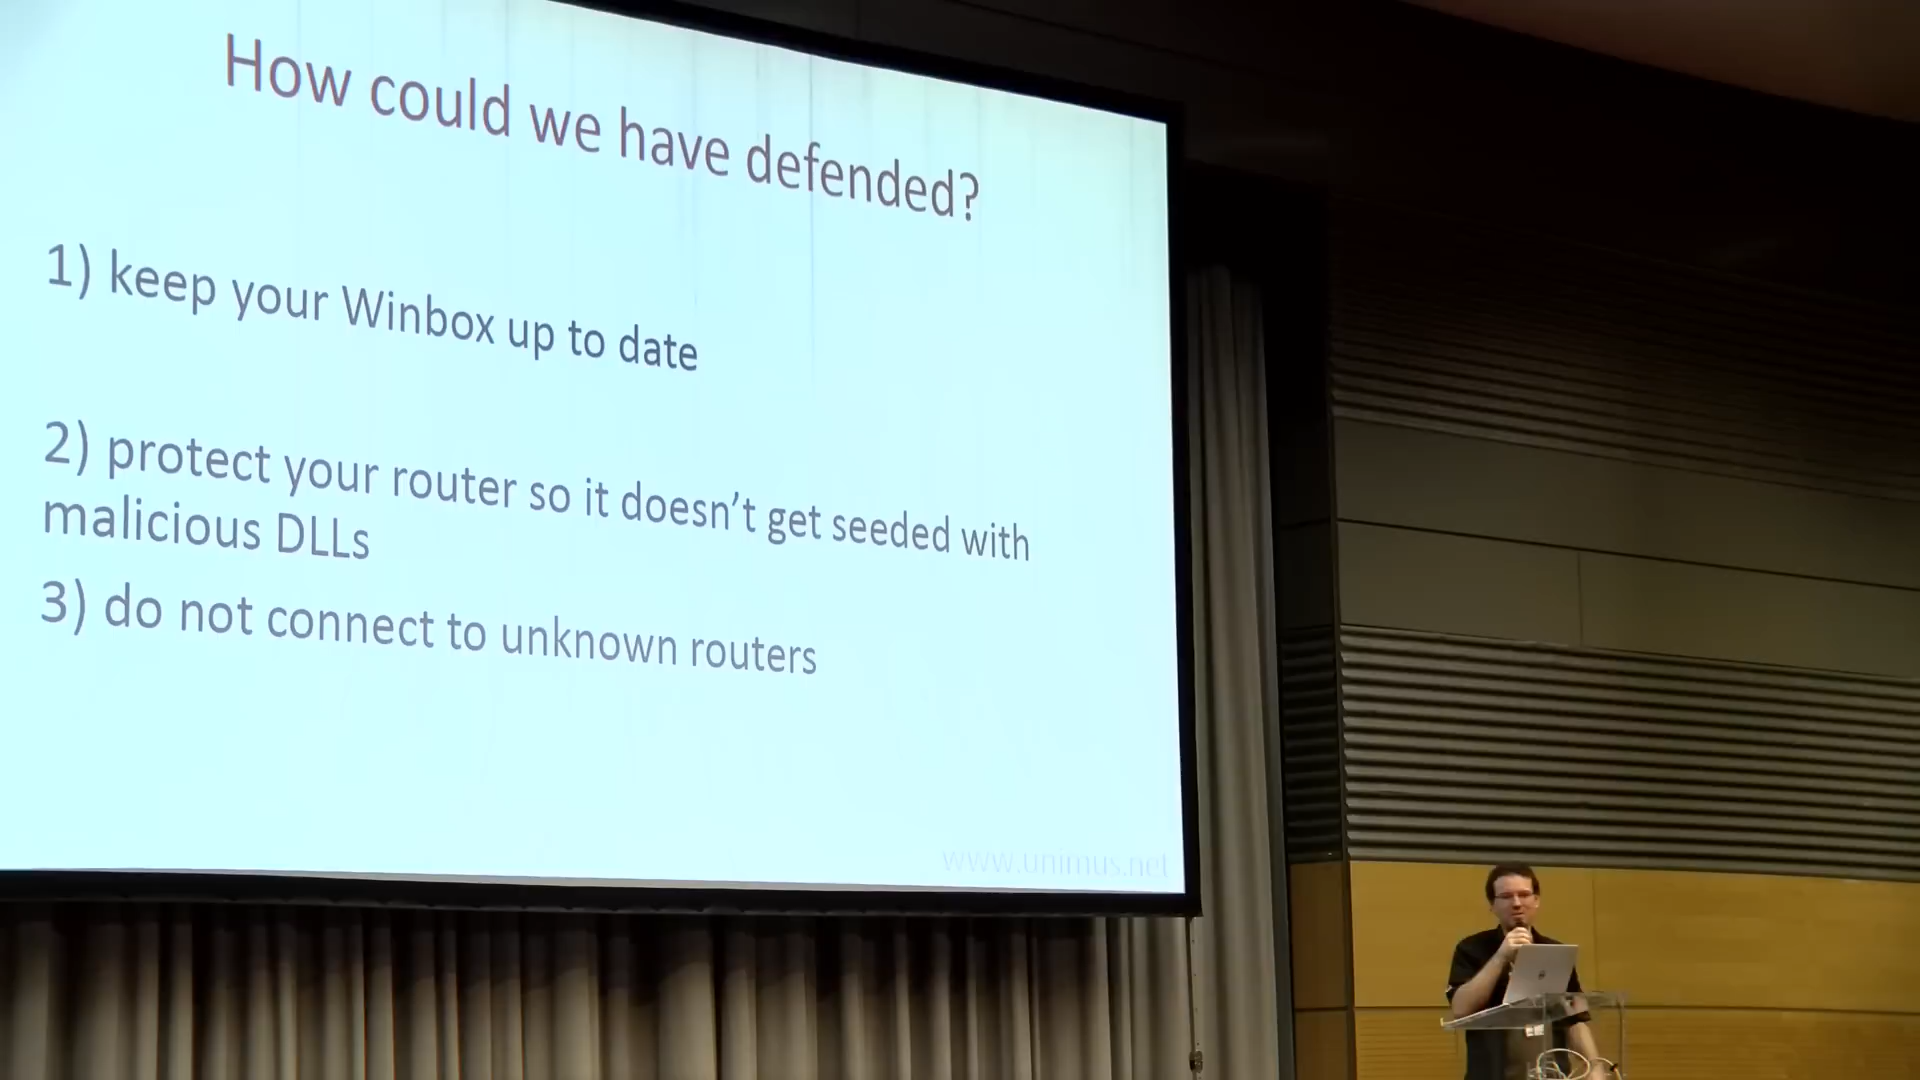 How could we have defended?
1) keep your Winbox up to date
2) protect your router so it doesn’t get seeded with
malicious DLLs
3) do not connect to unknown routers
www.unimus.net